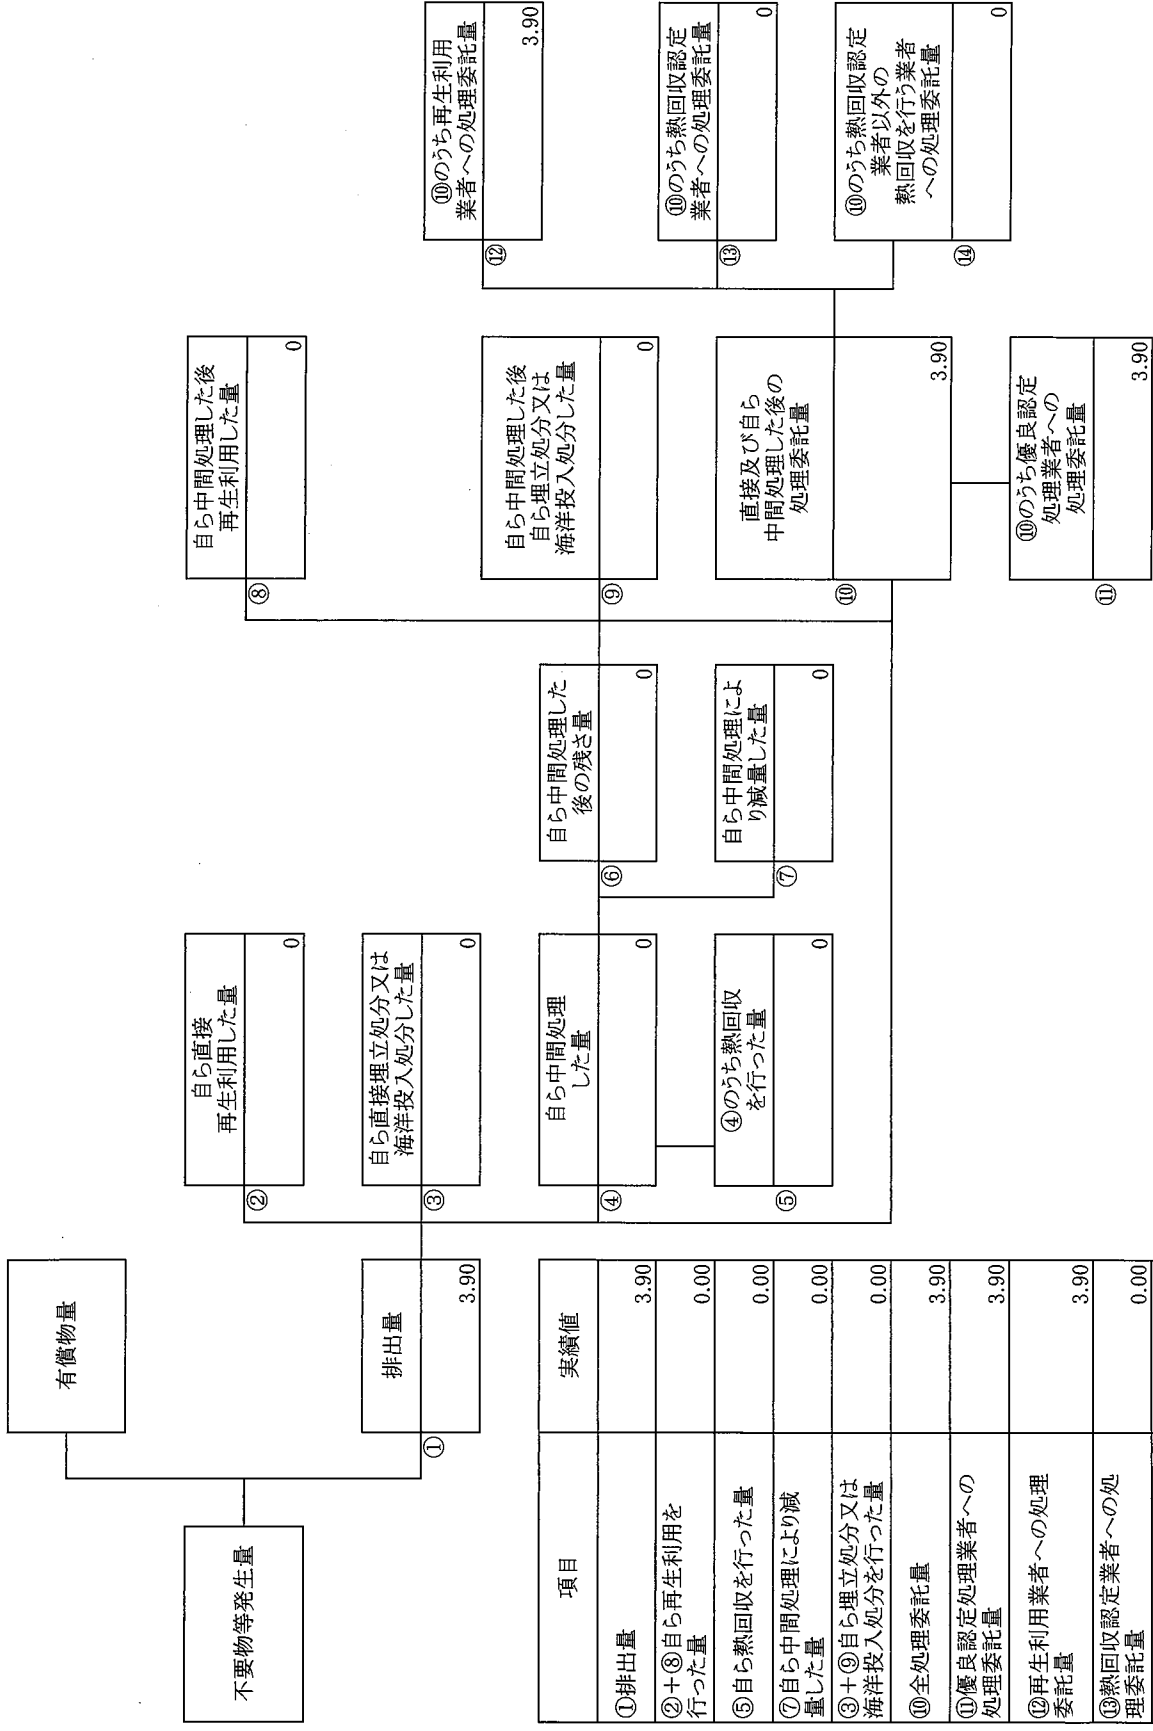 不要物等発生量
有償物量
①
排出量
3.90
②
自ら直接
再生利用した量
0
③
自ら直接埋立処分又は
海洋投入処分した量
0
④
自ら中間処理
した量
0
⑤
④のうち熱回収
を行った量
0
⑥
自ら中間処理した
後の残さ量
0
⑦
自ら中間処理によ
り減量した量
0
⑧
自ら中間処理した後
再生利用した量
0
⑨
自ら中間処理した後
自ら埋立処分又は
海洋投入処分した量
0
⑩
直接及び自ら
中間処理した後の
処理委託量
3.90
⑪
⑩のうち優良認定
処理業者への
処理委託量
3.90
⑫
⑩のうち再生利用
業者への処理委託量
3.90
⑬
⑩のうち熱回収認定
業者への処理委託量
0
⑭
⑩のうち熱回収認定
業者以外の
熱回収を行う業者
への処理委託量
0
項目 実績値
①排出量 3.90
②+⑧自ら再生利用を
行った量 0.00
⑤自ら熱回収を行った量 0.00
⑦自ら中間処理により減
量した量 0.00
③+⑨自ら埋立処分又は
海洋投入処分を行った量 0.00
⑩全処理委託量 3.90
⑪優良認定処理業者への
処理委託量 3.90
⑫再生利用業者への処理
委託量 3.90
⑬熱回収認定業者への処
理委託量 0.00